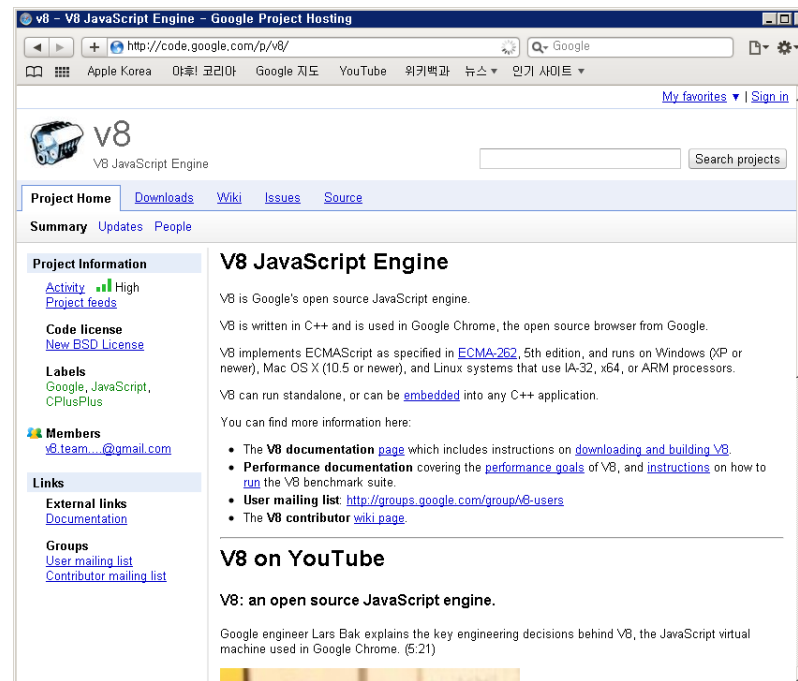 v8 - V8 JavaScript Engine - Google Project Hosting
http://code.google.com/p/v8/
Google
Apple Korea 야후! 코리아 Google 지도 YouTube 위키백과 뉴스 ▾ 인기 사이트 ▾
My favorites ▼ | Sign in
v8
V8 JavaScript Engine
Search projects
Project Home Downloads Wiki Issues Source
Summary Updates People
Project Information
Activity High
Project feeds
Code license
New BSD License
Labels
Google, JavaScript,
CPlusPlus
Members
v8.team....@gmail.com
Links
External links
Documentation
Groups
User mailing list
Contributor mailing list
V8 JavaScript Engine
V8 is Google's open source JavaScript engine.
V8 is written in C++ and is used in Google Chrome, the open source browser from Google.
V8 implements ECMAScript as specified in ECMA-262, 5th edition, and runs on Windows (XP or
newer), Mac OS X (10.5 or newer), and Linux systems that use IA-32, x64, or ARM processors.
V8 can run standalone, or can be embedded into any C++ application.
You can find more information here:
• The V8 documentation page which includes instructions on downloading and building V8.
• Performance documentation covering the performance goals of V8, and instructions on how to
run the V8 benchmark suite.
• User mailing list: http://groups.google.com/group/v8-users
• The V8 contributor wiki page.
V8 on YouTube
V8: an open source JavaScript engine.
Google engineer Lars Bak explains the key engineering decisions behind V8, the JavaScript virtual
machine used in Google Chrome. (5:21)